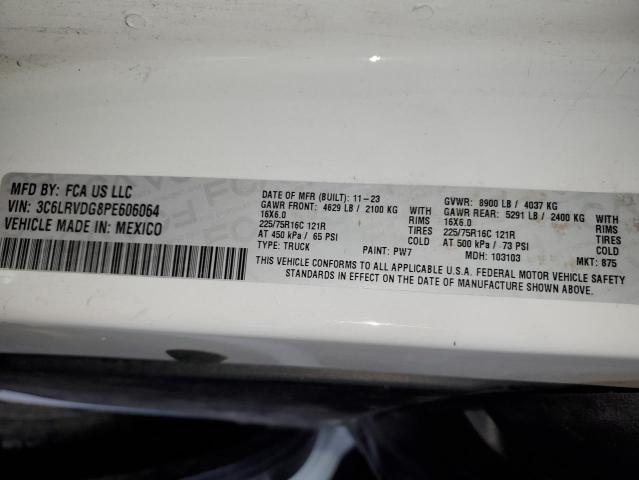 MFD BY: FCA US LLC
VIN: 3C6LRVDG8PE606064
VEHICLE MADE IN: MEXICO
DATE OF MFR (BUILT): 11-23 GVWR: 8900 LB / 4037 KG
GAWR FRONT: 4629 LB / 2100 KG WITH GAWR REAR: 5291 LB / 2400 KG WITH
16X6.0 RIMS 16X6.0 RIMS
225/75R16C 121R TIRES 225/75R16C 121R TIRES
AT 450 kPa / 65 PSI COLD AT 500 kPa / 73 PSI COLD
TYPE: TRUCK PAINT: PW7 MDH: 103103 MKT: 875
THIS VEHICLE CONFORMS TO ALL APPLICABLE U.S.A. FEDERAL MOTOR VEHICLE SAFETY
STANDARDS IN EFFECT ON THE DATE OF MANUFACTURE SHOWN ABOVE.